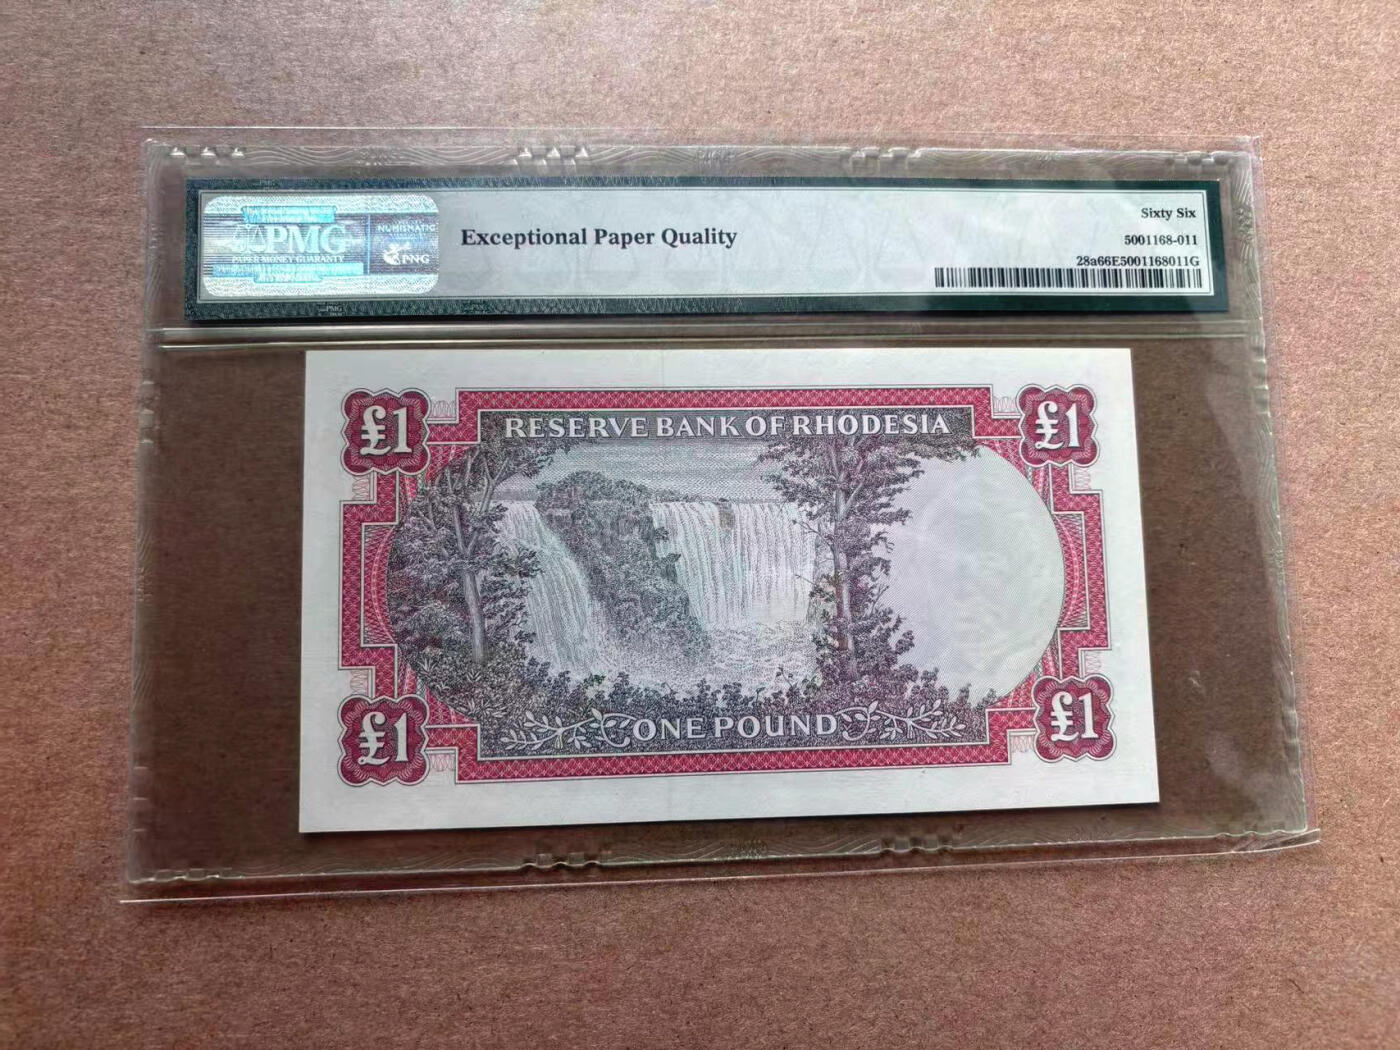 PMG
PAPER MONEY GUARANTY
NUMISMATIC
PNG
Exceptional Paper Quality
Sixty Six
5001168-011
28a66E5001168011G
£1
£1
RESERVE BANK OF RHODESIA
£1
£1
ONE POUND